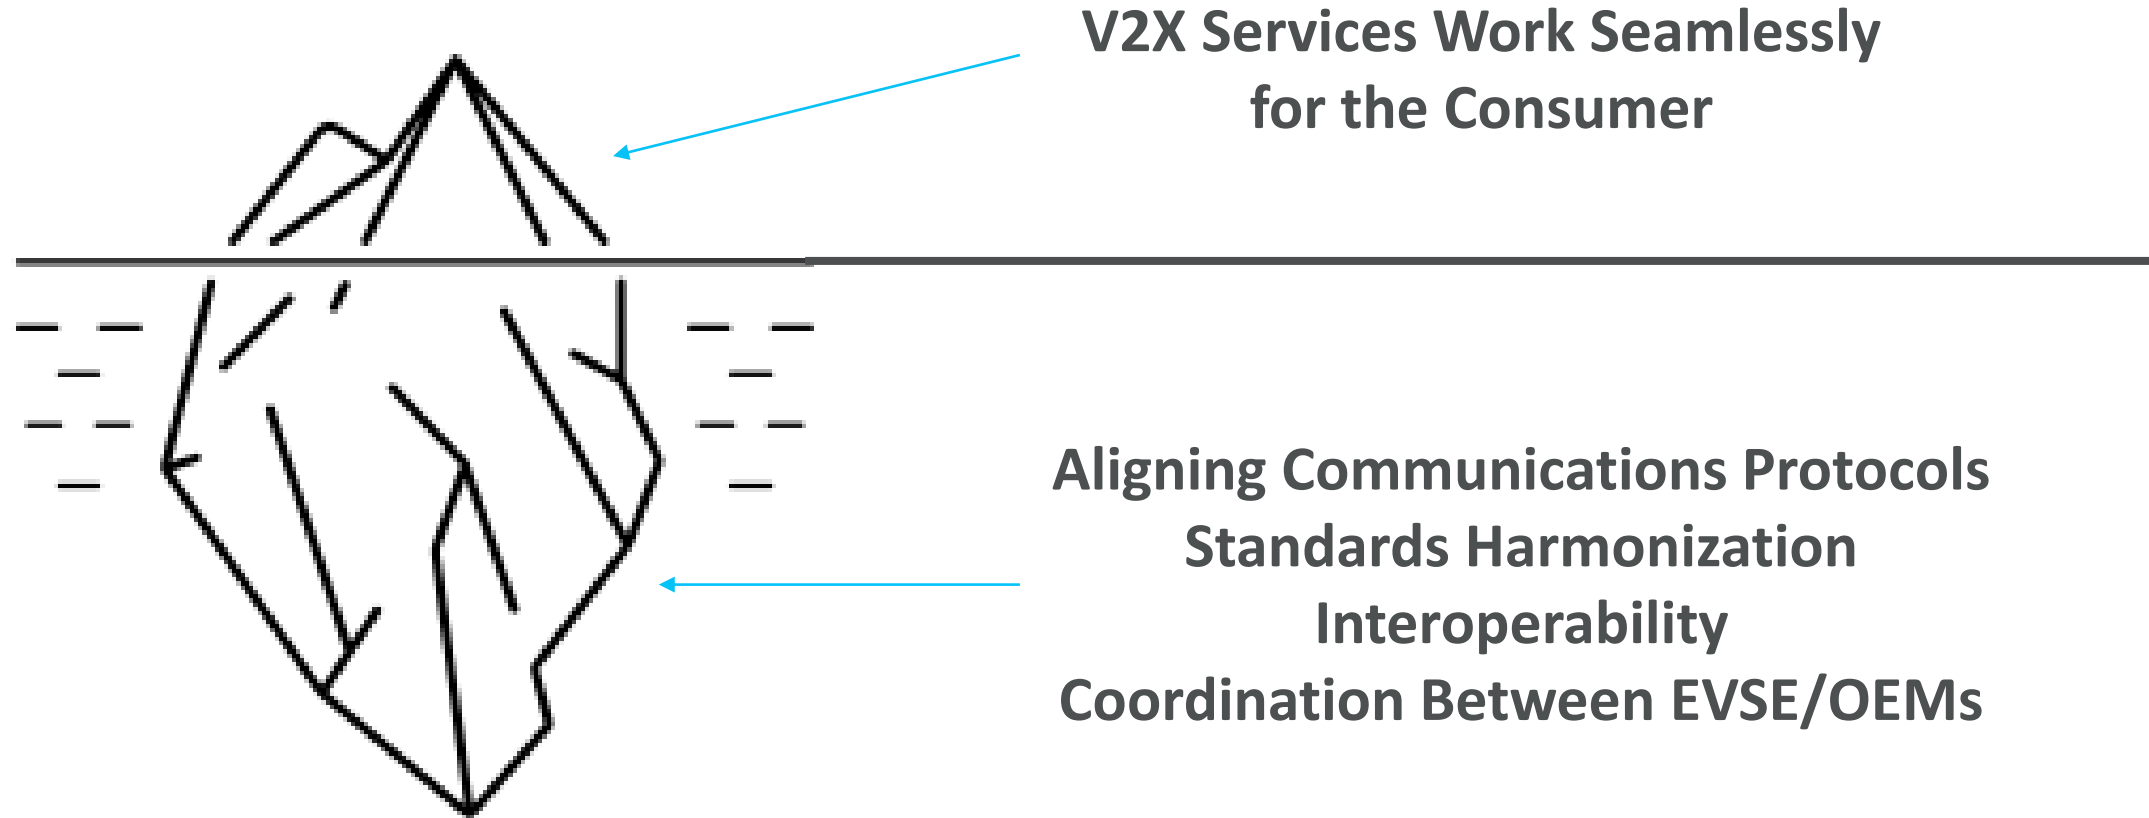 V2X Services Work Seamlessly
for the Consumer
Aligning Communications Protocols
Standards Harmonization
Interoperability
Coordination Between EVSE/OEMs